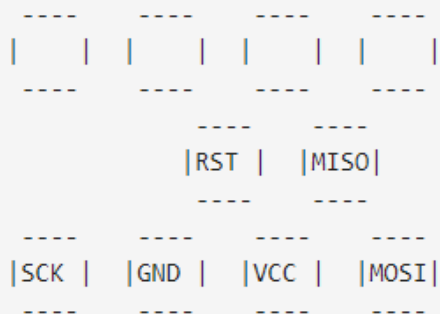 ---- ---- ---- ----
| | | | | | | |
---- ---- ---- ----
---- ----
|RST | |MISO|
---- ----
---- ---- ---- ----
|SCK | |GND | |VCC | |MOSI|
---- ---- ---- ----